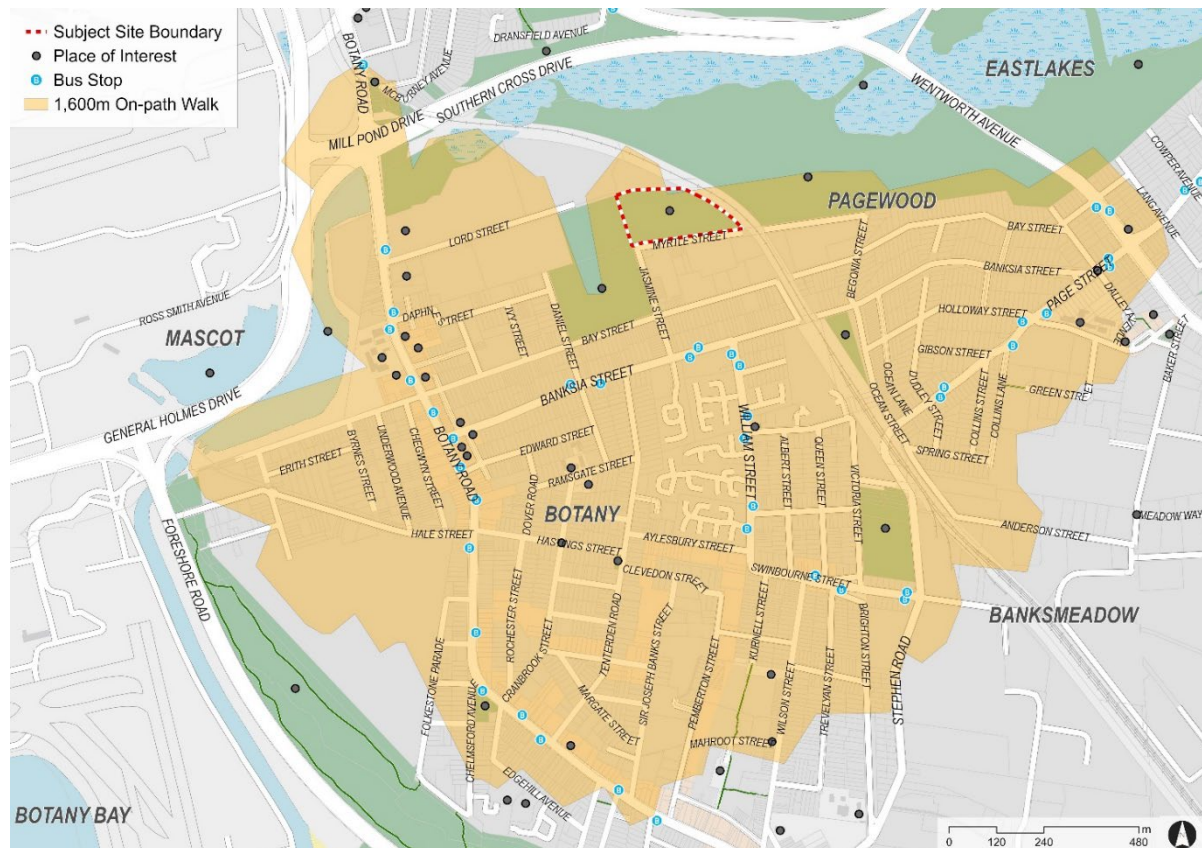 Subject Site Boundary
Place of Interest
B Bus Stop
1,600m On-path Walk
BOTANY ROAD
MCBURNEY AVENUE
DRANSFIELD AVENUE
SOUTHERN CROSS DRIVE
MILL POND DRIVE
EASTLAKES
WENTWORTH AVENUE
COWPER AVENUE
LANG AVENUE
PAGEWOOD
LORD STREET
MYRTLE STREET
BEGONIA STREET
BAY STREET
BANKSIA STREET
PAGE STREET
DALLEY AVENUE
HOLLOWAY STREET
BAKER STREET
ROSS SMITH AVENUE
MASCOT
DAPHNE STREET
IVY STREET
DANIEL STREET
JASMINE STREET
BAY STREET
BANKSIA STREET
GIBSON STREET
GREEN STREET
OCEAN LANE
OCEAN STREET
DUDLEY STREET
COLLINS STREET
COLLINS LANE
SPRING STREET
GENERAL HOLMES DRIVE
BYRNES STREET
UNDERWOOD AVENUE
CHEGWYN STREET
BOTANY ROAD
ERITH STREET
EDWARD STREET
RAMSGATE STREET
DOVER ROAD
WILLIAM STREET
ALBERT STREET
QUEEN STREET
VICTORIA STREET
BOTANY
HALE STREET
HASTINGS STREET
AYLESBURY STREET
CLEVEDON STREET
SWINBOURNE STREET
ANDERSON STREET
MEADOW WAY
BANKSMEADOW
FORESHORE ROAD
ROCHESTER STREET
CRANBROOK STREET
TENTERDEN ROAD
SIR JOSEPH BANKS STREET
PEMBERTON STREET
KURNELL STREET
WILSON STREET
TREVELYAN STREET
BRIGHTON STREET
STEPHEN ROAD
FOLKESTONE PARADE
CHELMSFORD AVENUE
MARGATE STREET
MAHROOT STREET
EDGEHILL AVENUE
BOTANY BAY
0 120 240 480 m